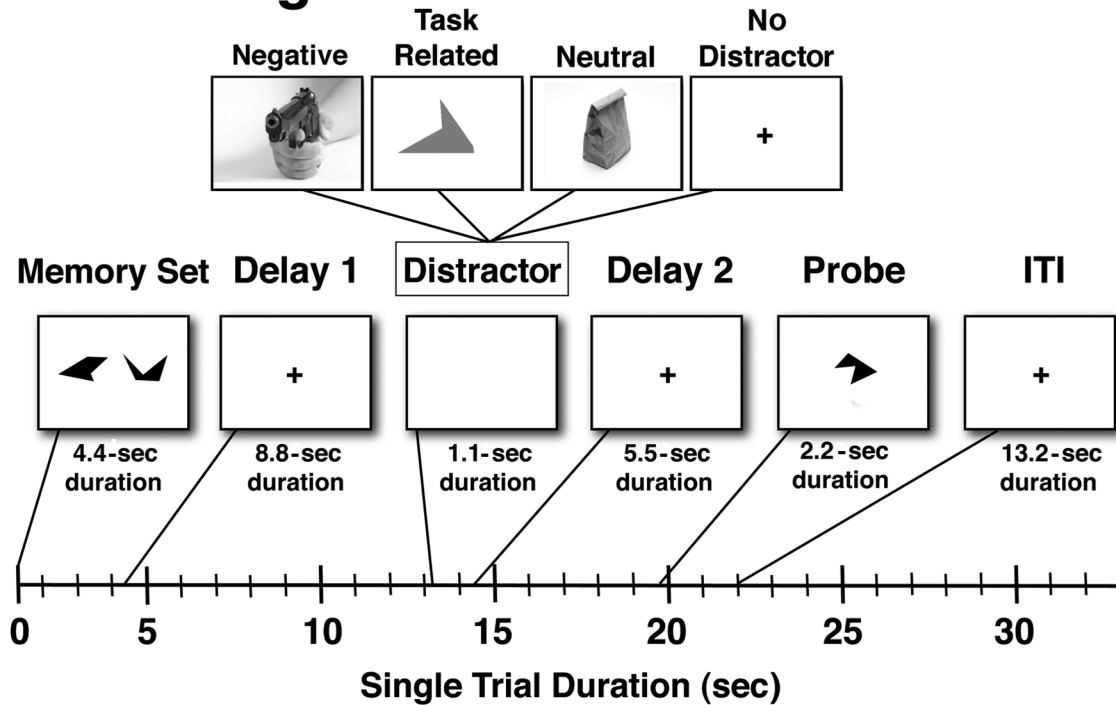 Task
No
Negative
Related
Neutral
Distractor
+
Memory Set
Delay 1
Distractor
Delay 2
Probe
ITI
+
+
+
4.4-sec
duration
8.8-sec
duration
1.1-sec
duration
5.5-sec
duration
2.2-sec
duration
13.2-sec
duration
0
5
10
15
20
25
30
Single Trial Duration (sec)